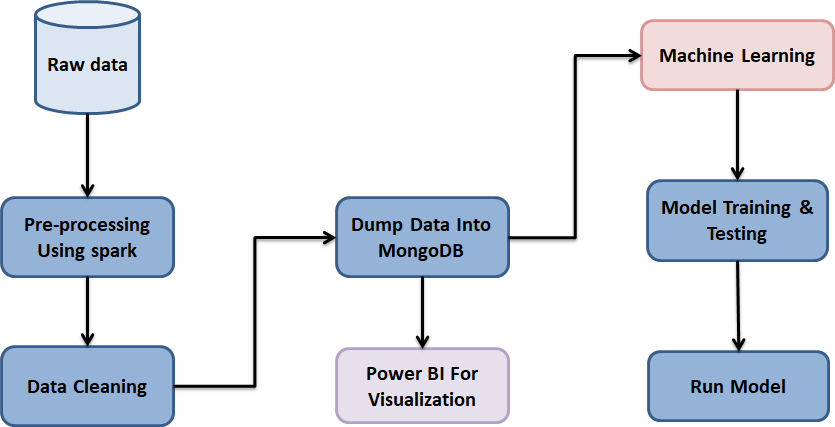 Raw data
Pre-processing
Using spark
Data Cleaning
Dump Data Into
MongoDB
Power BI For
Visualization
Machine Learning
Model Training &
Testing
Run Model